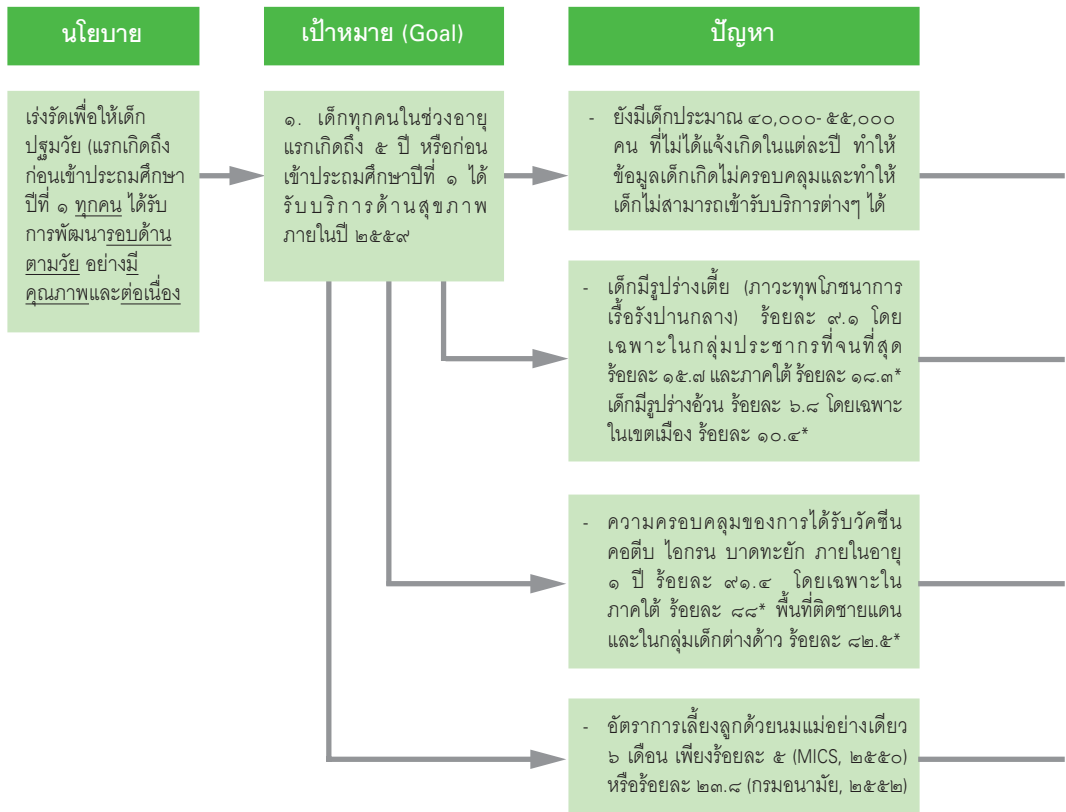 นโยบาย
เป้าหมาย (Goal)
ปัญหา
เร่งรัดเพื่อให้เด็ก
ปฐมวัย (แรกเกิดถึง
ก่อนเข้าประถมศึกษา
ปีที่ ๑ ทุกคน ได้รับ
การพัฒนารอบด้าน
ตามวัย อย่างมี
คุณภาพและต่อเนื่อง
๑. เด็กทุกคนในช่วงอายุ
แรกเกิดถึง ๕ ปี หรือก่อน
เข้าประถมศึกษาปีที่ ๑ ได้
รับบริการด้านสุขภาพ
ภายในปี ๒๕๕๙
- ยังมีเด็กประมาณ ๔๐,๐๐๐- ๕๕,๐๐๐
คน ที่ไม่ได้แจ้งเกิดในแต่ละปี ทำให้
ข้อมูลเด็กเกิดไม่ครอบคลุมและทำให้
เด็กไม่สามารถเข้ารับบริการต่างๆ ได้
- เด็กมีรูปร่างเตี้ย (ภาวะทุพโภชนาการ
เรื้อรังปานกลาง) ร้อยละ ๙.๑ โดย
เฉพาะในกลุ่มประชากรที่จนที่สุด
ร้อยละ ๑๕.๗ และภาคใต้ ร้อยละ ๑๘.๓*
เด็กมีรูปร่างอ้วน ร้อยละ ๖.๘ โดยเฉพาะ
ในเขตเมือง ร้อยละ ๑๐.๔*
- ความครอบคลุมของการได้รับวัคซีน
คอตีบ ไอกรน บาดทะยัก ภายในอายุ
๑ ปี ร้อยละ ๙๑.๔ โดยเฉพาะใน
ภาคใต้ ร้อยละ ๘๘* พื้นที่ติดชายแดน
และในกลุ่มเด็กต่างด้าว ร้อยละ ๘๒.๕*
- อัตราการเลี้ยงลูกด้วยนมแม่อย่างเดียว
๖ เดือน เพียงร้อยละ ๕ (MICS, ๒๕๕๐)
หรือร้อยละ ๒๓.๘ (กรมอนามัย, ๒๕๕๒)